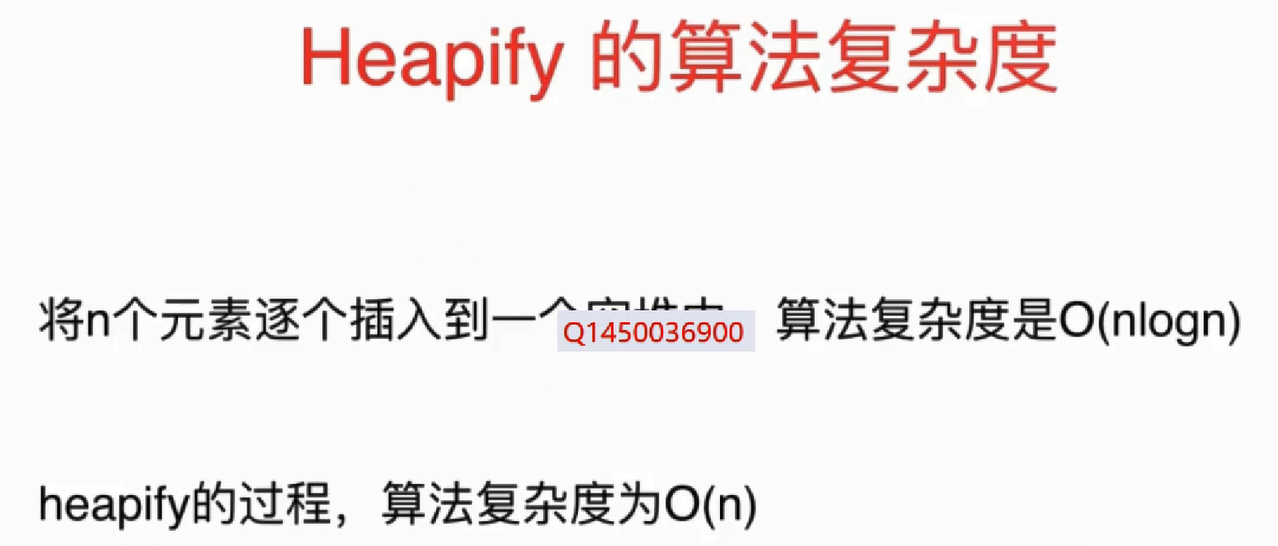 Heapify 的算法复杂度
将n个元素逐个插入到一个 算法复杂度是O(nlogn)
Q1450036900
heapify的过程，算法复杂度为O(n)